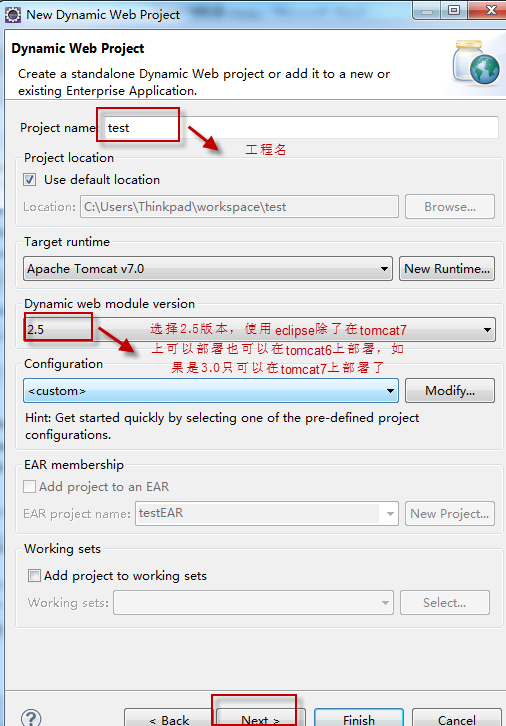 New Dynamic Web Project
Dynamic Web Project
Create a standalone Dynamic Web project or add it to a new or
existing Enterprise Application.
Project name: test
工程名
Project location
Use default location
Location: C:\Users\Thinkpad\workspace\test Browse...
Target runtime
Apache Tomcat v7.0 New Runtime...
Dynamic web module version
2.5 选择2.5版本，使用eclipse除了在tomcat7
上可以部署也可以在tomcat6上部署，如
果是3.0只可以在tomcat7上部署了
Configuration
<custom> Modify...
Hint: Get started quickly by selecting one of the pre-defined project
configurations.
EAR membership
Add project to an EAR
EAR project name: testEAR New Project...
Working sets
Add project to working sets
Working sets: Select...
? < Back Next > Finish Cancel